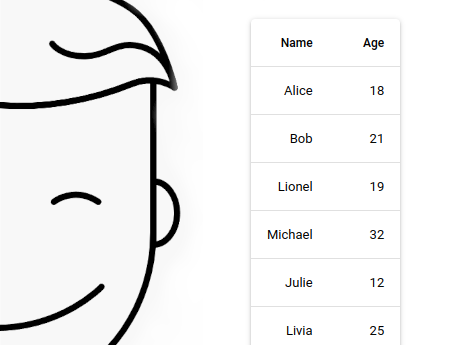 Name Age
Alice 18
Bob 21
Lionel 19
Michael 32
Julie 12
Livia 25